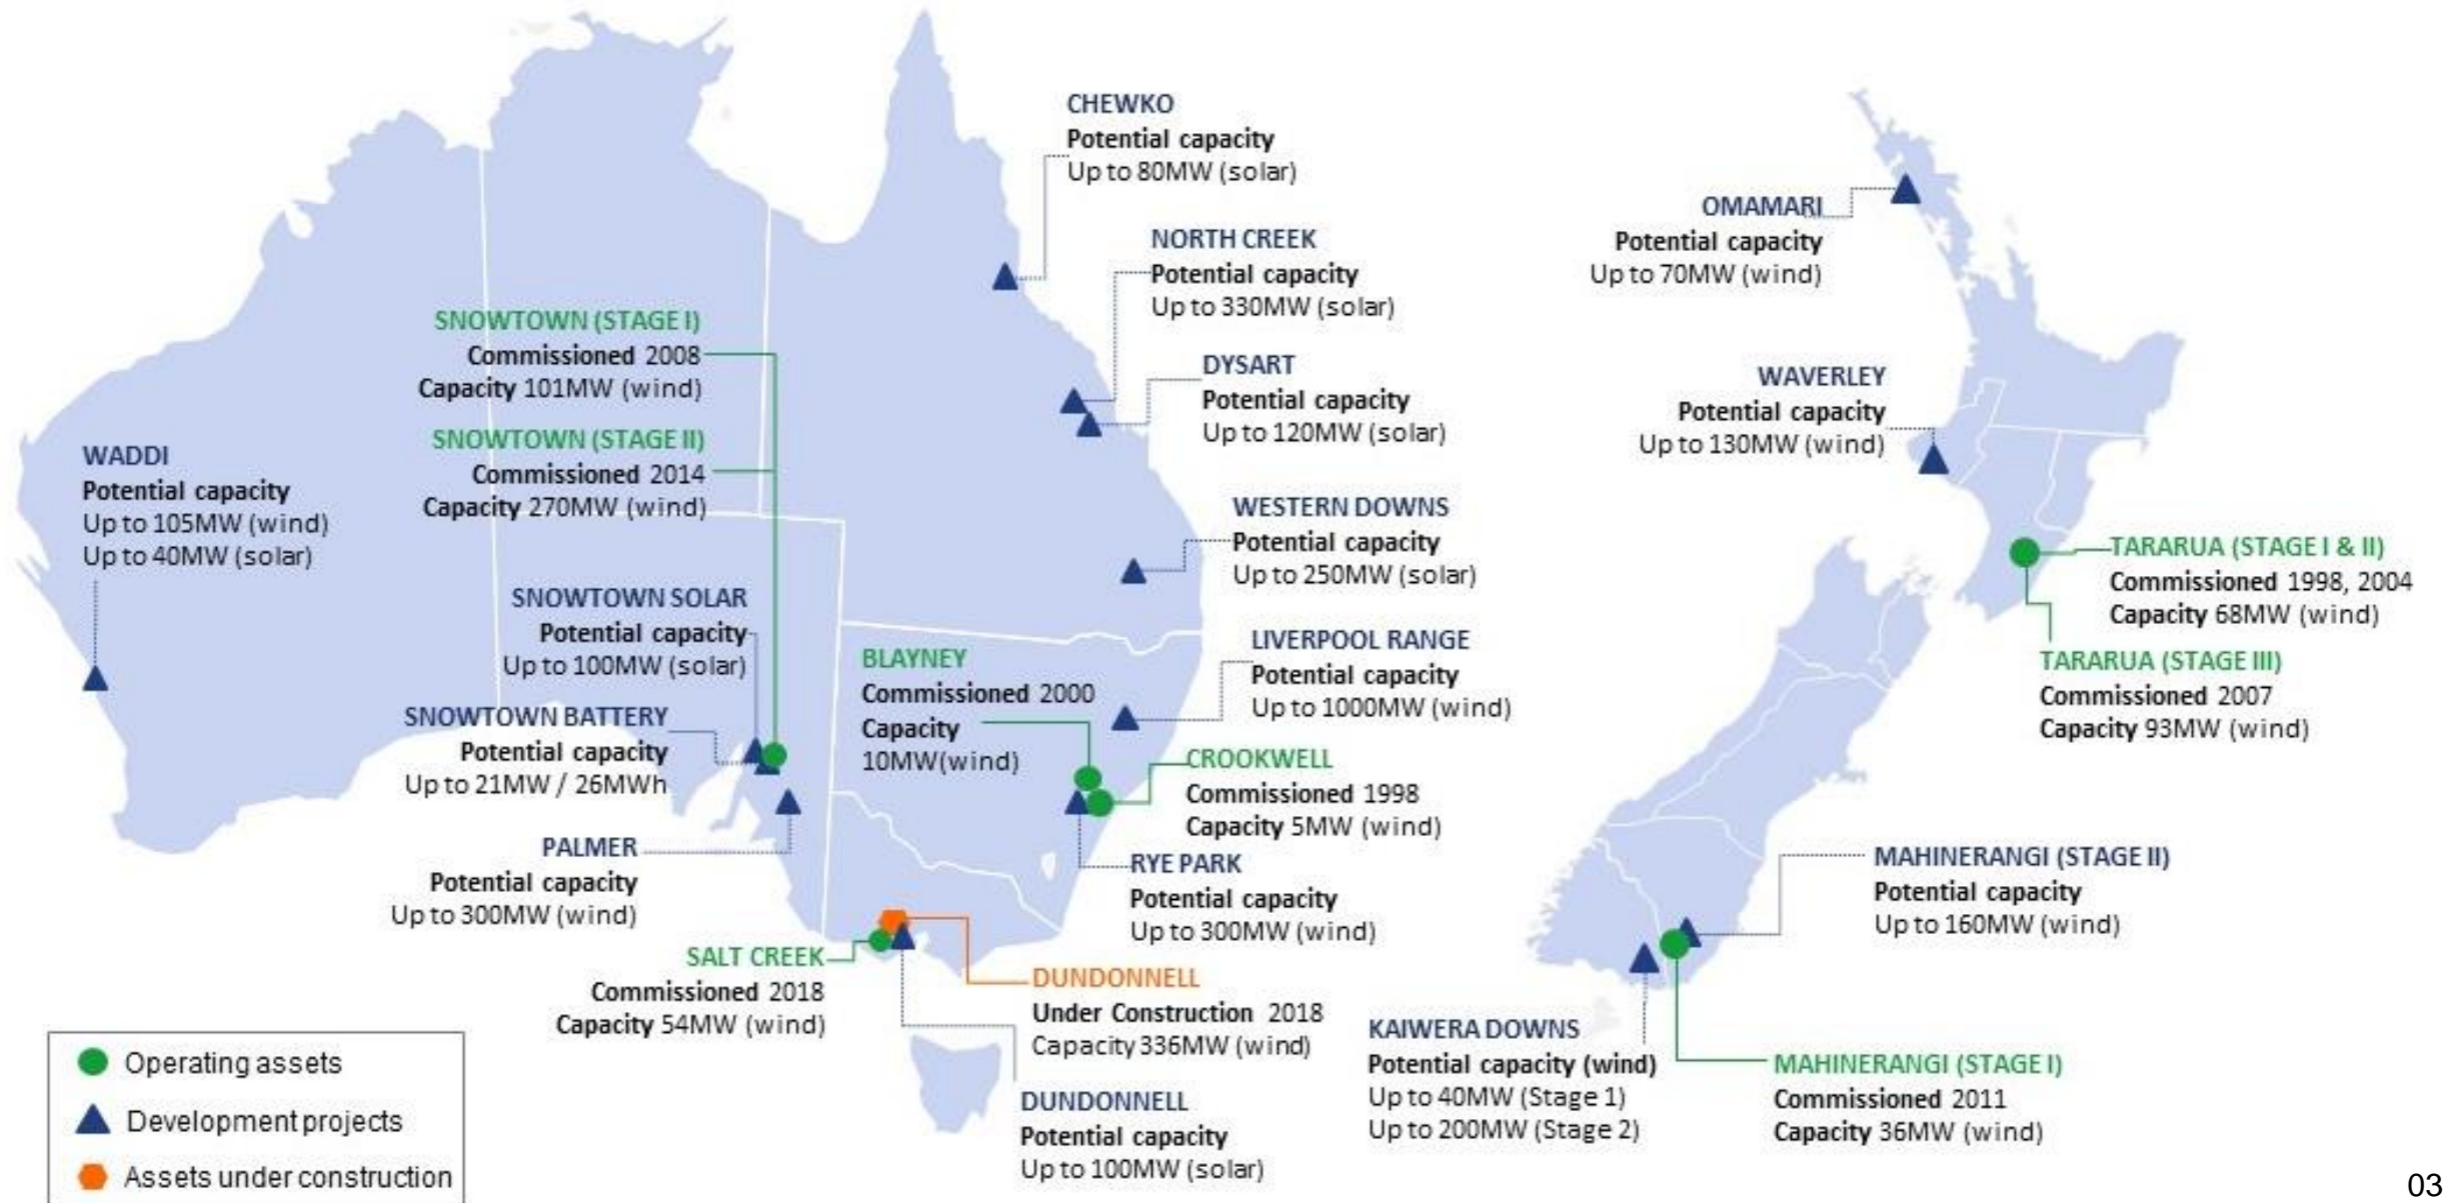 CHEWKO
Potential capacity
Up to 80MW (solar)
NORTH CREEK
Potential capacity
Up to 330MW (solar)
DYSART
Potential capacity
Up to 120MW (solar)
WESTERN DOWNS
Potential capacity
Up to 250MW (solar)
LIVERPOOL RANGE
Potential capacity
Up to 1000MW (wind)
SNOWTOWN (STAGE I)
Commissioned 2008
Capacity 101MW (wind)
SNOWTOWN (STAGE II)
Commissioned 2014
Capacity 270MW (wind)
WADDI
Potential capacity
Up to 105MW (wind)
Up to 40MW (solar)
SNOWTOWN SOLAR
Potential capacity
Up to 100MW (solar)
SNOWTOWN BATTERY
Potential capacity
Up to 21MW / 26MWh
PALMER
Potential capacity
Up to 300MW (wind)
BLAYNEY
Commissioned 2000
Capacity
10MW(wind)
CROOKWELL
Commissioned 1998
Capacity 5MW (wind)
RYE PARK
Potential capacity
Up to 300MW (wind)
SALT CREEK
Commissioned 2018
Capacity 54MW (wind)
DUNDONNELL
Under Construction 2018
Capacity 336MW (wind)
DUNDONNELL
Potential capacity
Up to 100MW (solar)
OMAMARI
Potential capacity
Up to 70MW (wind)
WAVERLEY
Potential capacity
Up to 130MW (wind)
TARARUA (STAGE I & II)
Commissioned 1998, 2004
Capacity 68MW (wind)
TARARUA (STAGE III)
Commissioned 2007
Capacity 93MW (wind)
MAHINERANGI (STAGE II)
Potential capacity
Up to 160MW (wind)
KAIWERA DOWNS
Potential capacity (wind)
Up to 40MW (Stage 1)
Up to 200MW (Stage 2)
MAHINERANGI (STAGE I)
Commissioned 2011
Capacity 36MW (wind)
Operating assets
Development projects
Assets under construction
03